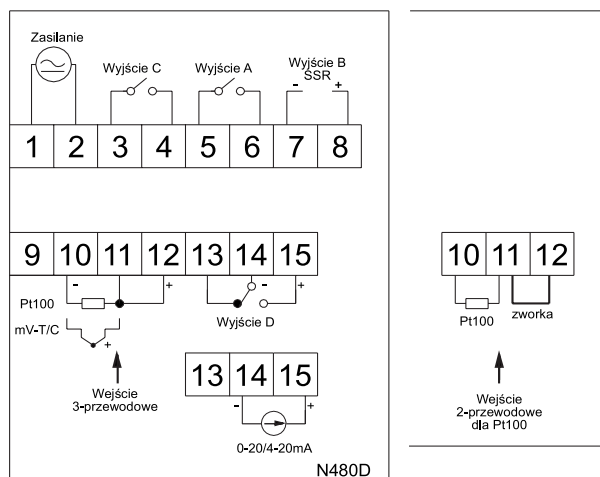 Zasilanie
Wyjście C
Wyjście A
Wyjście B
SSR
- +
1 2 3 4 5 6 7 8
9 10 11 12 13 14 15
- + - +
Pt100
Wyjście D
mV-T/C
+
Wejście
3-przewodowe
13 14 15
- +
0-20/4-20mA
N480D
10 11 12
Pt100
zworka
Wejście
2-przewodowe
dla Pt100